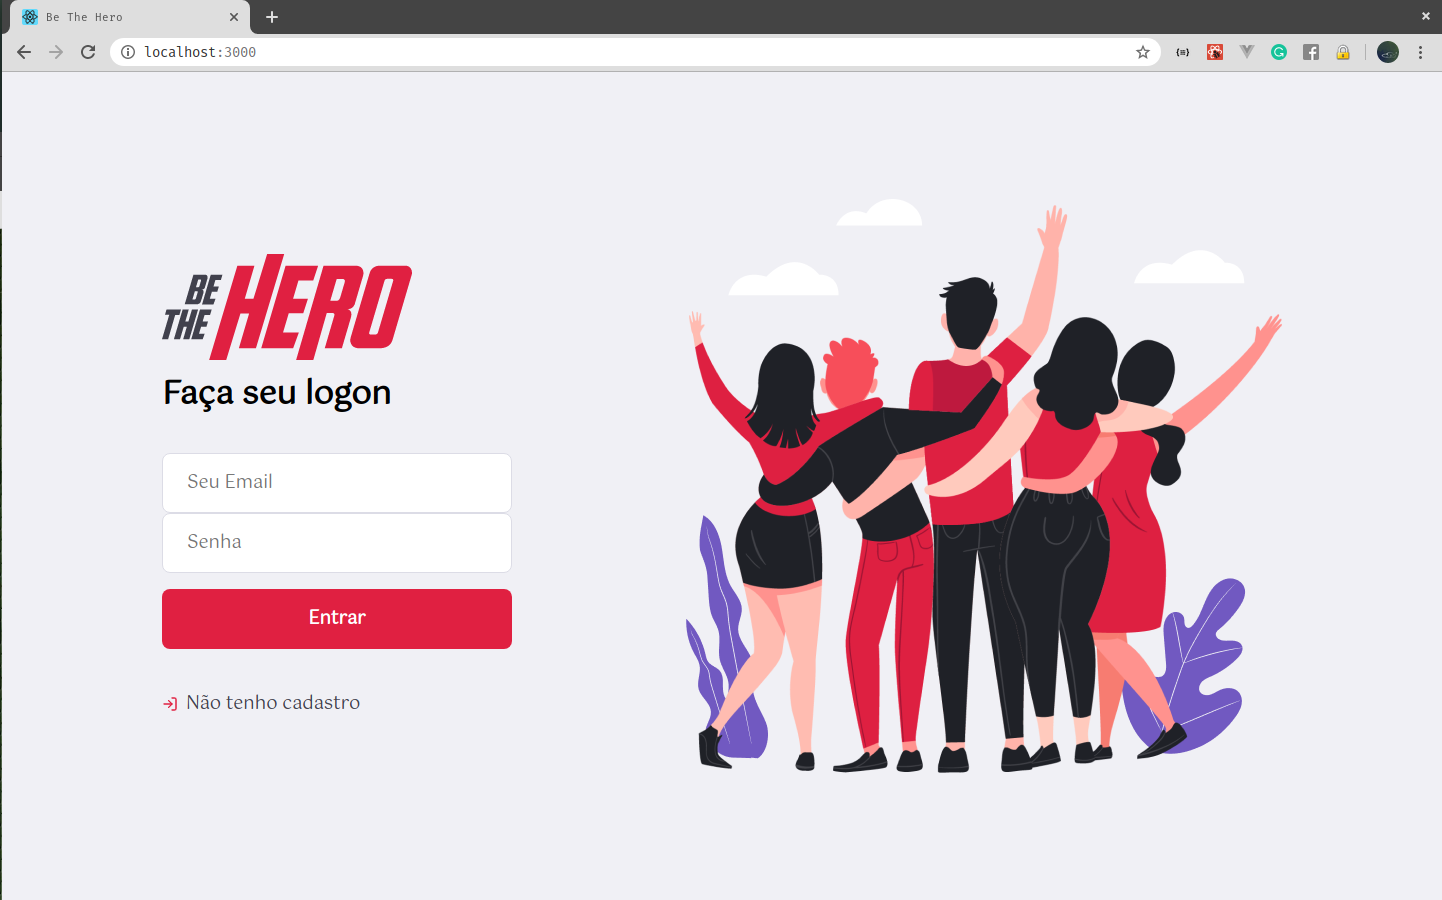 Be The Hero
localhost:3000
BE
THE
HERO
Faça seu logon
Seu Email
Senha
Entrar
Não tenho cadastro